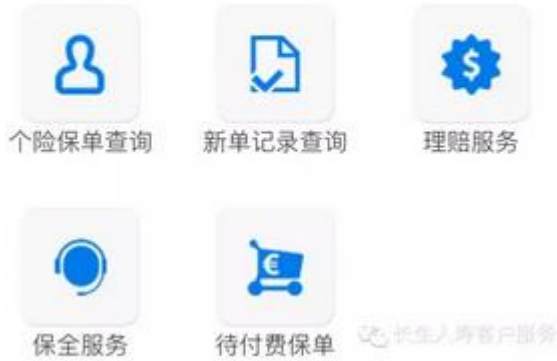 个险保单查询
新单记录查询
理赔服务
保全服务
待付费保单
长生人寿客户服务